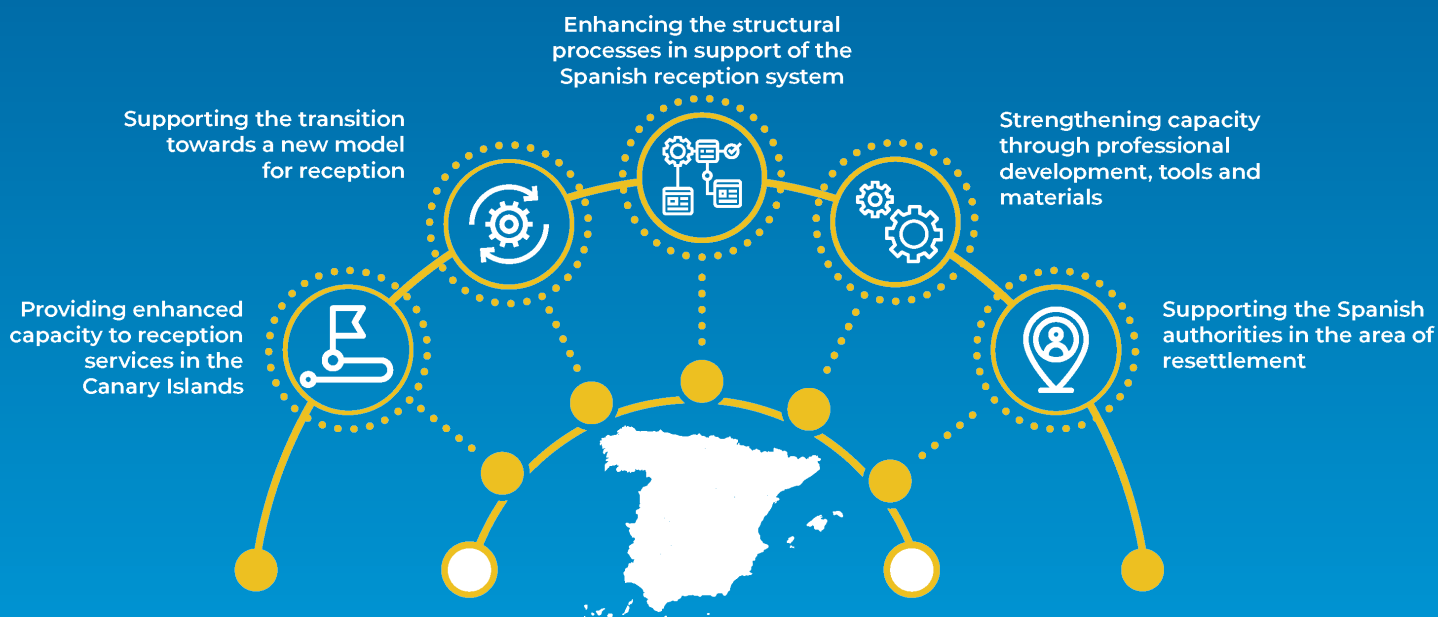 Enhancing the structural
processes in support of the
Spanish reception system
Supporting the transition
towards a new model
for reception
Strengthening capacity
through professional
development, tools and
materials
Providing enhanced
capacity to reception
services in the
Canary Islands
Supporting the Spanish
authorities in the area of
resettlement